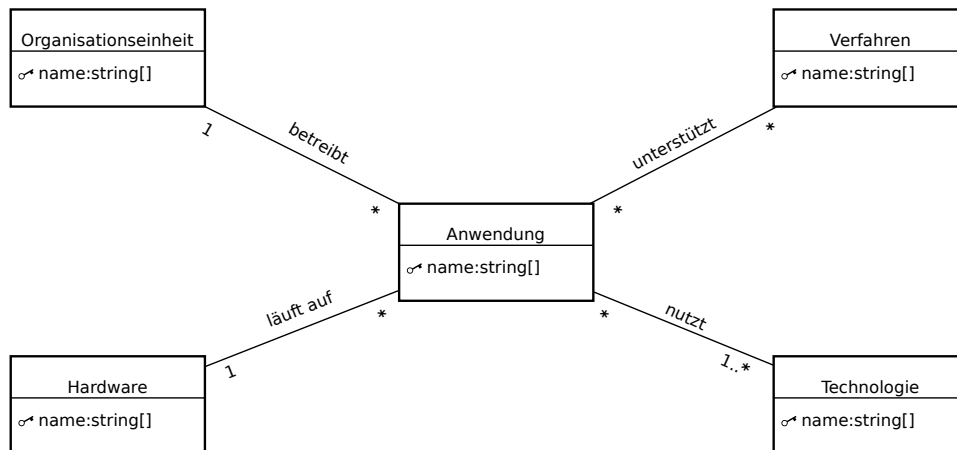 Organisationseinheit
name:string[]
Verfahren
name:string[]
1
betreibt
*
unterstützt
*
*
Anwendung
name:string[]
läuft auf
*
1
nutzt
*
1..*
Hardware
name:string[]
Technologie
name:string[]